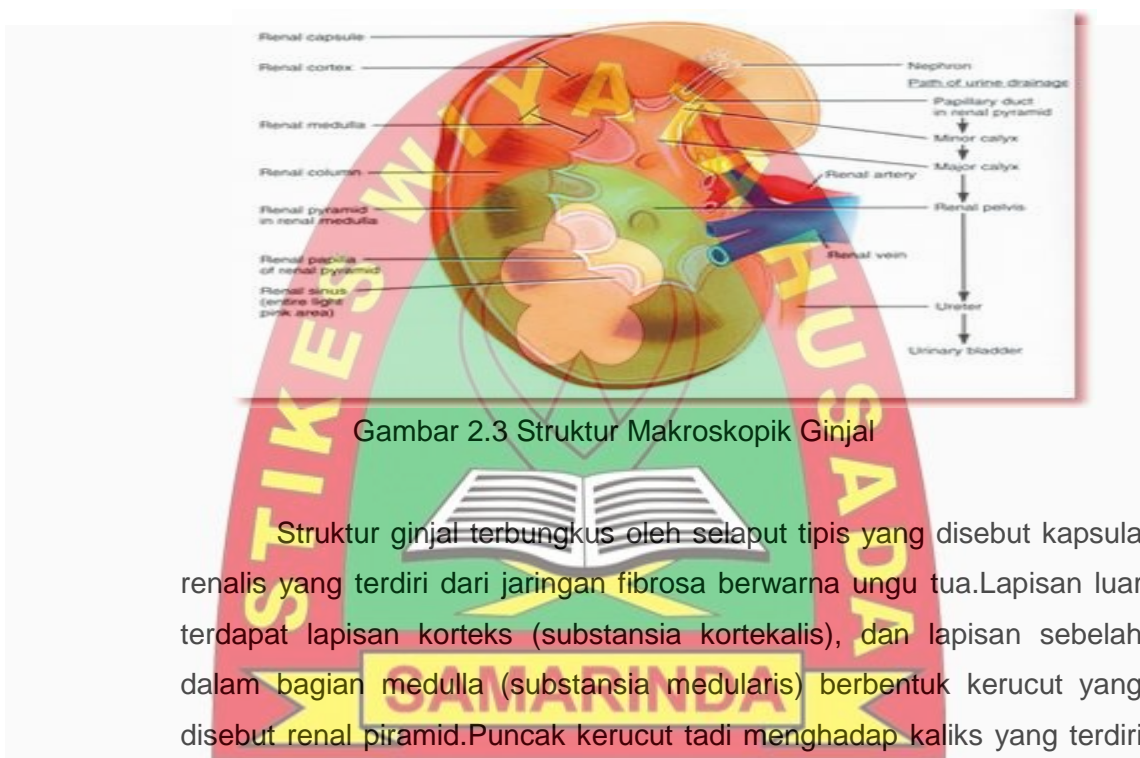 Renal capsule
Renal cortex
Renal medulla
Renal column
Renal pyramid
in renal medulla
Renal papilla
of renal pyramid
Renal sinus
(entire light
pink area)
Nephron
Path of urine drainage
Papillary duct
in renal pyramid
Minor calyx
Major calyx
Renal artery
Renal pelvis
Renal vein
Ureter
Urinary bladder
STIKES WIYATA HUSADA
SAMARINDA
Gambar 2.3 Struktur Makroskopik Ginjal
Struktur ginjal terbungkus oleh selaput tipis yang disebut kapsula
renalis yang terdiri dari jaringan fibrosa berwarna ungu tua.Lapisan luar
terdapat lapisan korteks (substansia kortekalis), dan lapisan sebelah
dalam bagian medulla (substansia medularis) berbentuk kerucut yang
disebut renal piramid.Puncak kerucut tadi menghadap kaliks yang terdiri